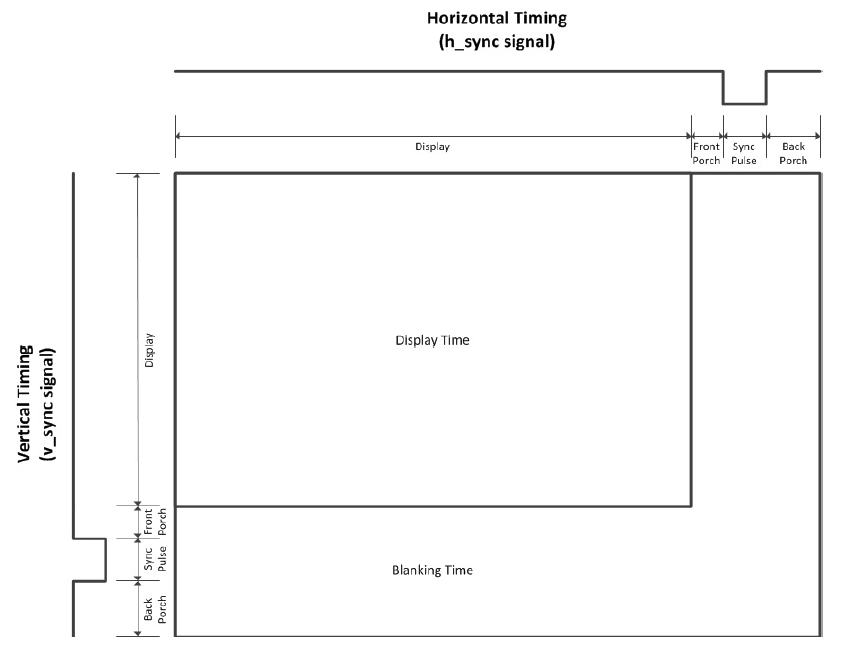 Horizontal Timing
(h_sync signal)
Display
Front
Porch
Sync
Pulse
Back
Porch
Vertical Timing
(v_sync signal)
Display
Display Time
Front
Porch
Sync
Pulse
Blanking Time
Back
Porch